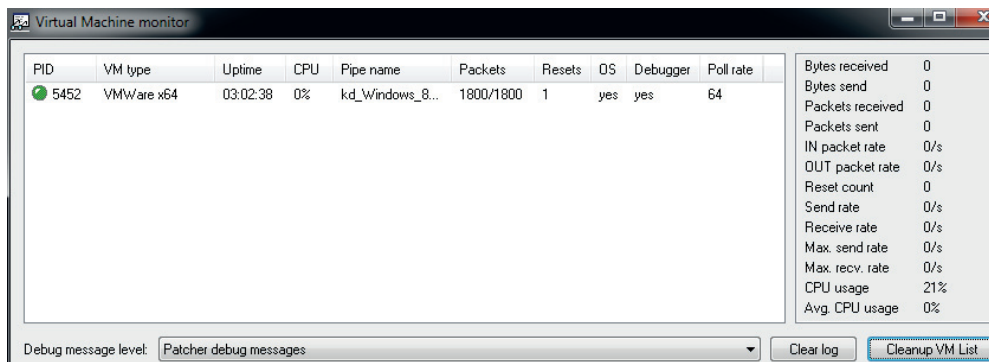 Virtual Machine monitor
PID VM type Uptime CPU Pipe name Packets Resets OS Debugger Poll rate
5452 VMWare x64 03:02:38 0% kd_Windows_8... 1800/1800 1 yes yes 64
Bytes received 0
Bytes send 0
Packets received 0
Packets sent 0
IN packet rate 0/s
OUT packet rate 0/s
Reset count 0
Send rate 0/s
Receive rate 0/s
Max. send rate 0/s
Max. recv. rate 0/s
CPU usage 21%
Avg. CPU usage 0%
Debug message level: Patcher debug messages Clear log Cleanup VM List